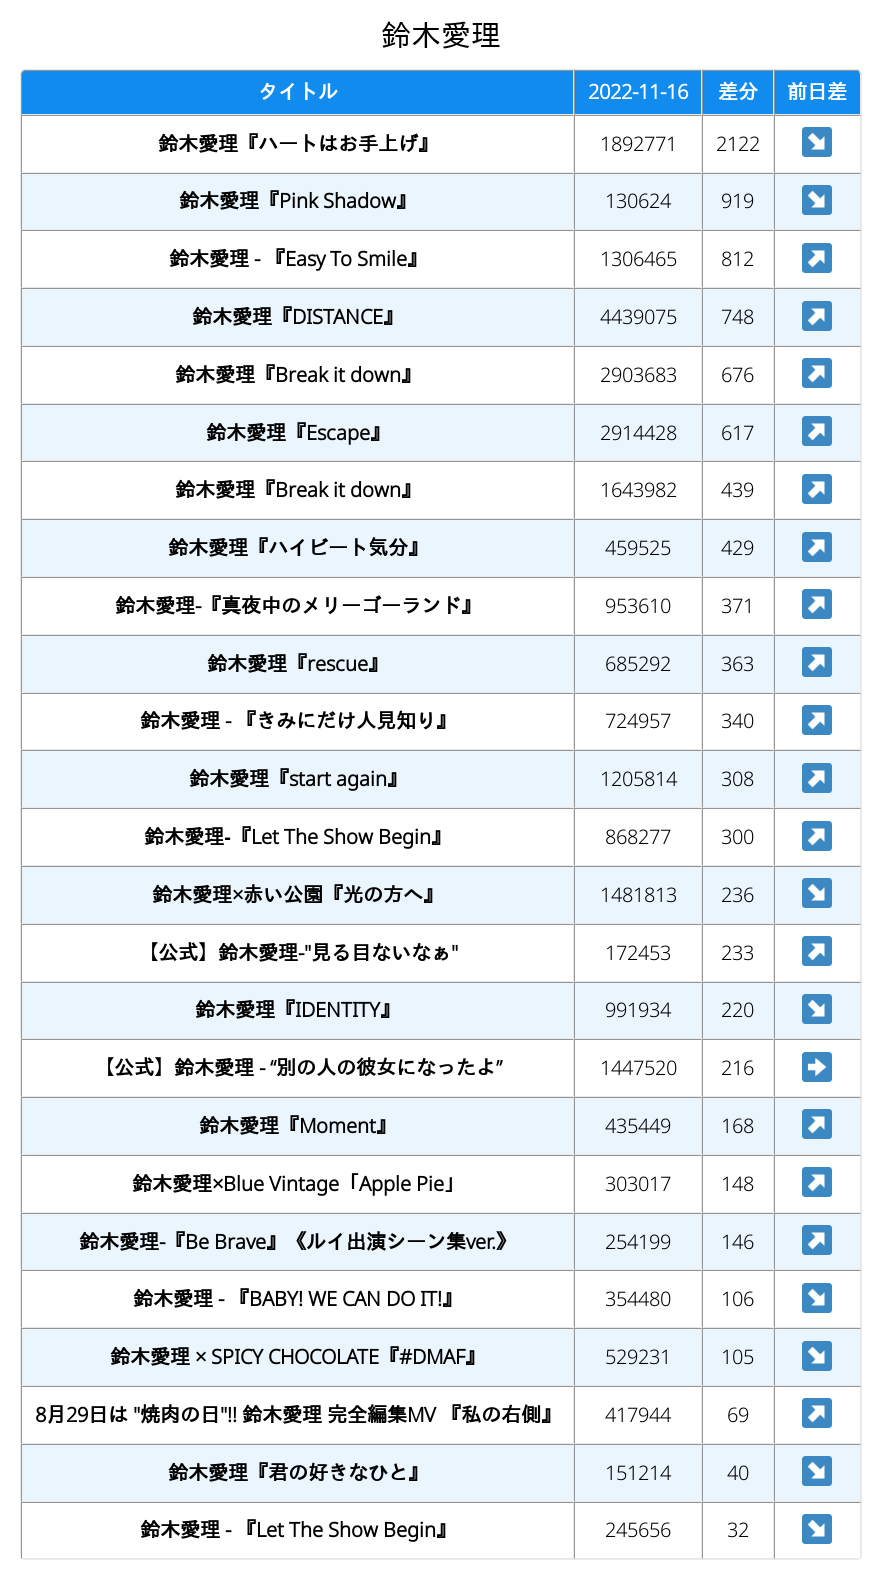 鈴木愛理
タイトル 2022-11-16 差分 前日差
鈴木愛理『ハートはお手上げ』 1892771 2122 ↘
鈴木愛理『Pink Shadow』 130624 919 ↘
鈴木愛理 - 『Easy To Smile』 1306465 812 ↗
鈴木愛理『DISTANCE』 4439075 748 ↗
鈴木愛理『Break it down』 2903683 676 ↗
鈴木愛理『Escape』 2914428 617 ↗
鈴木愛理『Break it down』 1643982 439 ↗
鈴木愛理『ハイビート気分』 459525 429 ↗
鈴木愛理-『真夜中のメリーゴーランド』 953610 371 ↗
鈴木愛理『rescue』 685292 363 ↗
鈴木愛理 - 『きみにだけ人見知り』 724957 340 ↗
鈴木愛理『start again』 1205814 308 ↗
鈴木愛理-『Let The Show Begin』 868277 300 ↗
鈴木愛理×赤い公園『光の方へ』 1481813 236 ↘
【公式】鈴木愛理-"見る目ないなぁ" 172453 233 ↗
鈴木愛理『IDENTITY』 991934 220 ↘
【公式】鈴木愛理 - “別の人の彼女になったよ” 1447520 216 ➡
鈴木愛理『Moment』 435449 168 ↗
鈴木愛理×Blue Vintage「Apple Pie」 303017 148 ↗
鈴木愛理-『Be Brave』《ルイ出演シーン集ver.》 254199 146 ↗
鈴木愛理 - 『BABY! WE CAN DO IT!』 354480 106 ↘
鈴木愛理 × SPICY CHOCOLATE『#DMAF』 529231 105 ↘
8月29日は "焼肉の日"!! 鈴木愛理 完全編集MV 『私の右側』 417944 69 ↗
鈴木愛理『君の好きなひと』 151214 40 ↘
鈴木愛理 - 『Let The Show Begin』 245656 32 ↘